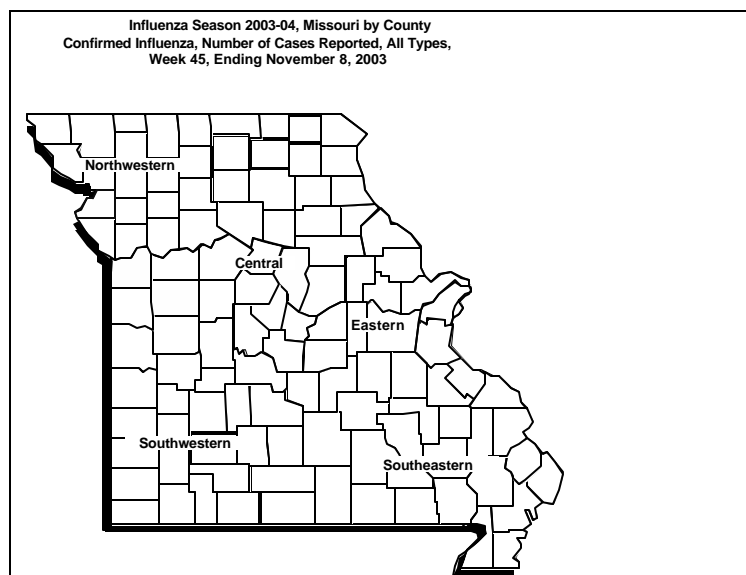 Influenza Season 2003-04, Missouri by County
Confirmed Influenza, Number of Cases Reported, All Types,
Week 45, Ending November 8, 2003
Northwestern
Central
Eastern
Southwestern
Southeastern